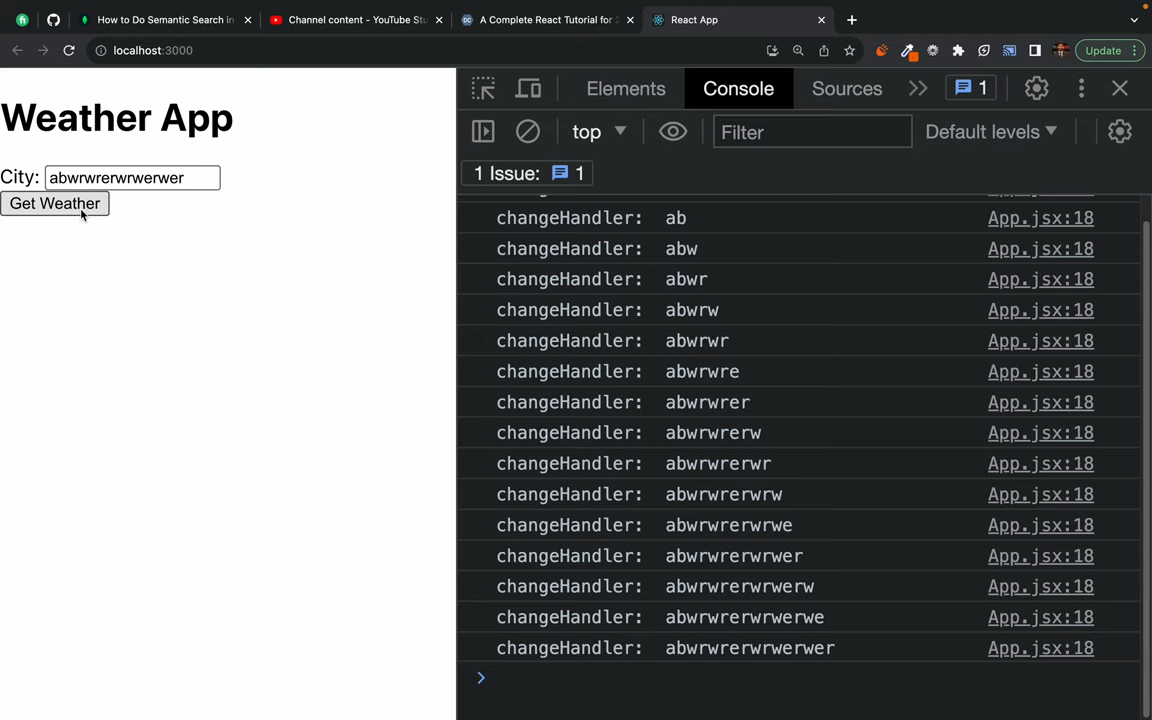 How to Do Semantic Search in
Channel content - YouTube Stu
A Complete React Tutorial for 2
React App
localhost:3000
Update
Weather App
City: abwrwrerwrwerwer
Get Weather
Elements
Console
Sources
1
top
Filter
Default levels
1 Issue: 1
changeHandler: ab App.jsx:18
changeHandler: abw App.jsx:18
changeHandler: abwr App.jsx:18
changeHandler: abwrw App.jsx:18
changeHandler: abwrwr App.jsx:18
changeHandler: abwrwre App.jsx:18
changeHandler: abwrwrer App.jsx:18
changeHandler: abwrwrerw App.jsx:18
changeHandler: abwrwrerwr App.jsx:18
changeHandler: abwrwrerwrw App.jsx:18
changeHandler: abwrwrerwrwe App.jsx:18
changeHandler: abwrwrerwrwer App.jsx:18
changeHandler: abwrwrerwrwerw App.jsx:18
changeHandler: abwrwrerwrwerwe App.jsx:18
changeHandler: abwrwrerwrwerwer App.jsx:18